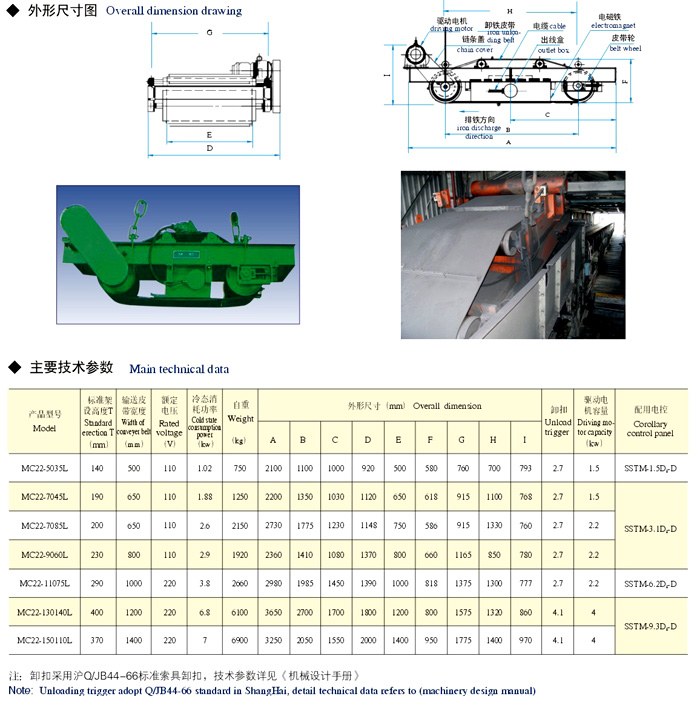 ◆ 外形尺寸图 Overall dimension drawing
G
E
D
H
驱动电机 卸铁皮带 电缆cable 电磁铁
driving motor iron unloading belt electromagnet
链条盖 出线盒 皮带轮
chain cover outlet box belt wheel
I
F
排铁方向
iron discharge
direction
C
B
A
◆ 主要技术参数 Main technical data
产品型号 Model 标准架设高度T Standard erection T (mm) 输送皮带宽度 Width of conveyer belt (mm) 额定电压 Rated voltage (V) 冷态消耗功率 Cold state consumption power (kw) 自重 Weight (kg) 外形尺寸（mm）Overall dimension 卸扣 Unload trigger 驱动电机容量 Driving motor capacity (kw) 配用电控 Corollary control panel
A B C D E F G H I
MC22-5035L 140 500 110 1.02 750 2100 1100 1000 920 500 580 760 700 793 2.7 1.5 SSTM-1.5Dz-D
MC22-7045L 190 650 110 1.88 1250 2200 1350 1030 1120 650 618 915 1100 768 2.7 1.5
MC22-7085L 200 650 110 2.6 2150 2730 1775 1230 1148 750 586 915 1330 760 2.7 2.2 SSTM-3.1Dz-D
MC22-9060L 230 800 110 2.9 1920 2360 1410 1080 1370 800 660 1165 850 780 2.7 2.2
MC22-11075L 290 1000 220 3.8 2660 2980 1985 1450 1390 1000 818 1375 1300 777 2.7 2.2 SSTM-6.2Dz-D
MC22-130140L 400 1200 220 6.8 6100 3650 2700 1700 1800 1200 800 1575 1320 860 4.1 4 SSTM-9.3Dz-D
MC22-150110L 370 1400 220 7 6900 3250 2050 1550 2000 1400 950 1775 1400 970 4.1 4
注：卸扣采用沪Q/JB44-66标准索具卸扣，技术参数详见《机械设计手册》
Note: Unloading trigger adopt Q/JB44-66 standard in ShangHai, detail technical data refers to (machinery design mnual)